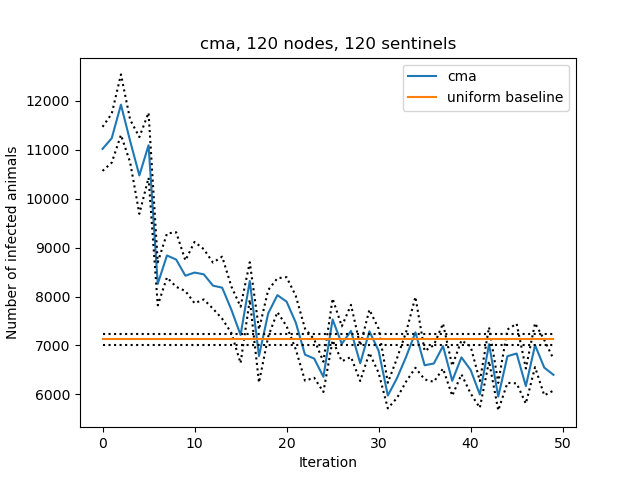 cma, 120 nodes, 120 sentinels
cma
uniform baseline
12000
11000
10000
9000
8000
7000
6000
Number of infected animals
0 10 20 30 40 50
Iteration